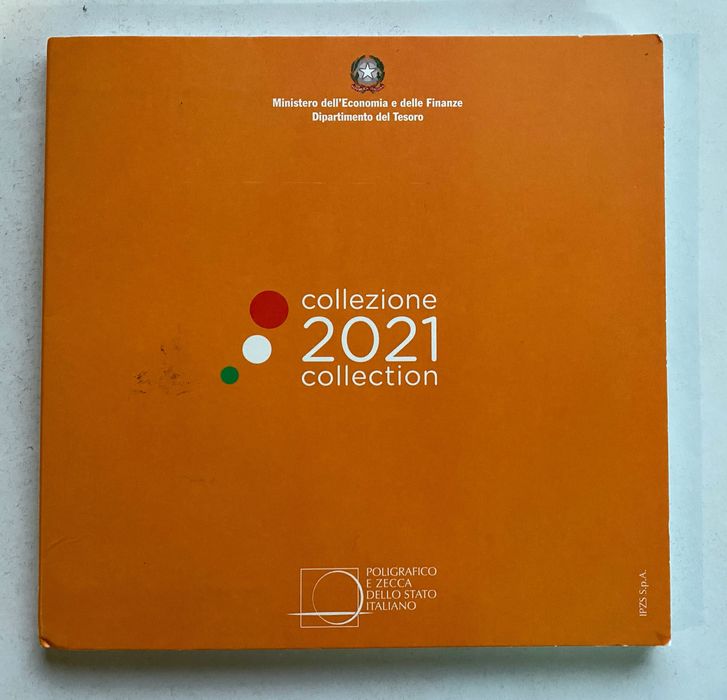 Ministero dell'Economia e delle Finanze
Dipartimento del Tesoro
collezione
2021
collection
POLIGRAFICO
E ZECCA
DELLO STATO
ITALIANO
IPZS S.p.A.